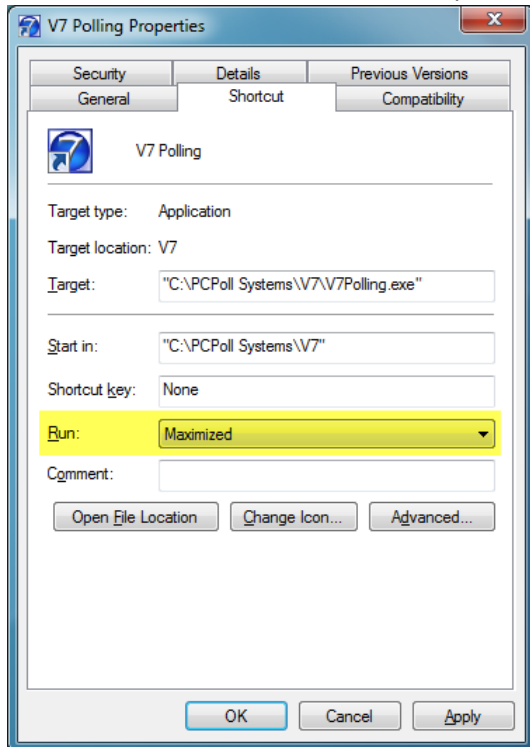 V7 Polling Properties
Security Details Previous Versions
General Shortcut Compatibility
7 V7 Polling
Target type: Application
Target location: V7
Target: "C:\PCPoll Systems\V7\V7Polling.exe"
Start in: "C:\PCPoll Systems\V7"
Shortcut key: None
Run: Maximized
Comment:
Open File Location Change Icon... Advanced...
OK Cancel Apply